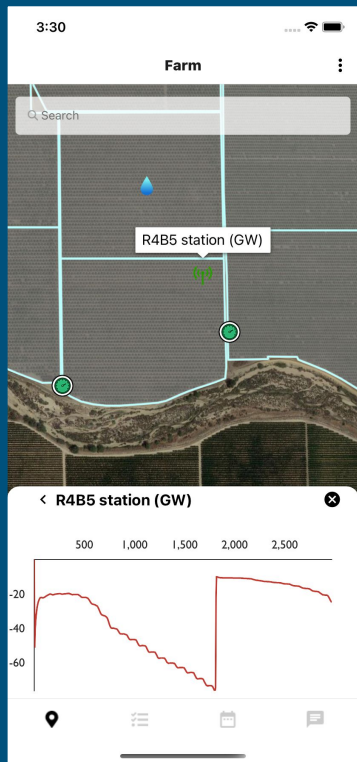 3:30
Farm
Search
R4B5 station (GW)
R4B5 station (GW)
500 1,000 1,500 2,000 2,500
-20
-40
-60